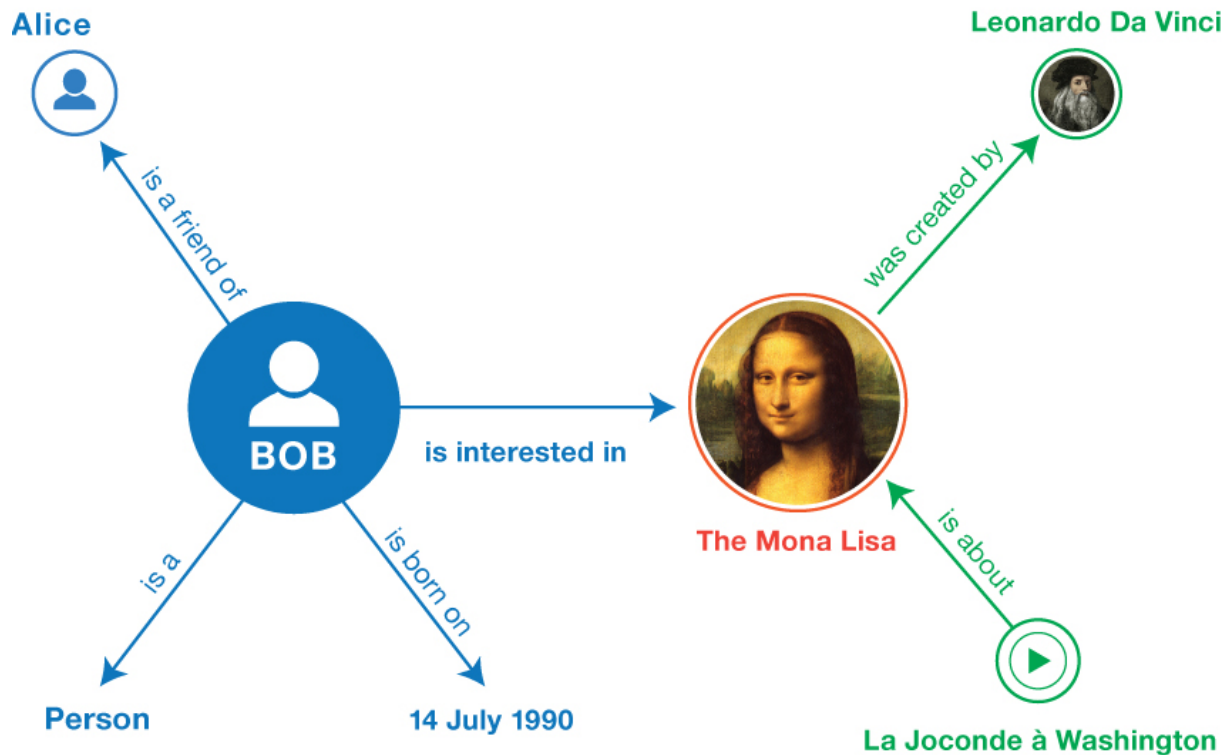 Alice
Leonardo Da Vinci
is a friend of
was created by
BOB
is interested in
The Mona Lisa
is a
is born on
is about
Person
14 July 1990
La Joconde à Washington